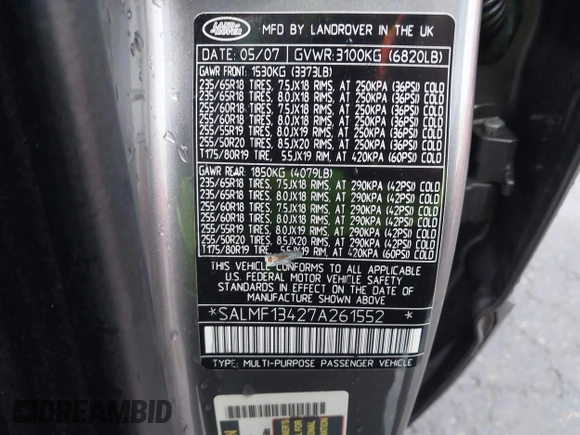 LAND ROVER
MFD BY LANDROVER IN THE UK
DATE: 05/07 GVWR:3100KG (6820LB)
GAWR FRONT: 1530KG (3373LB)
235/65R18 TIRES, 7.5JX18 RIMS, AT 250KPA (36PSI) COLD
235/65R18 TIRES, 8.0JX18 RIMS, AT 250KPA (36PSI) COLD
255/60R18 TIRES, 7.5JX18 RIMS, AT 250KPA (36PSI) COLD
255/60R18 TIRES, 8.0JX18 RIMS, AT 250KPA (36PSI) COLD
255/55R19 TIRES, 8.0JX19 RIMS, AT 250KPA (36PSI) COLD
255/50R20 TIRES, 8.5JX20 RIMS, AT 250KPA (36PSI) COLD
T175/80R19 TIRE, 5.5JX19 RIM, AT 420KPA (60PSI) COLD
GAWR REAR: 1850KG (4079LB)
235/65R18 TIRES, 7.5JX18 RIMS, AT 290KPA (42PSI) COLD
235/65R18 TIRES, 8.0JX18 RIMS, AT 290KPA (42PSI) COLD
255/60R18 TIRES, 7.5JX18 RIMS, AT 290KPA (42PSI) COLD
255/60R18 TIRES, 8.0JX18 RIMS, AT 290KPA (42PSI) COLD
255/55R19 TIRES, 8.0JX19 RIMS, AT 290KPA (42PSI) COLD
255/50R20 TIRES, 8.5JX20 RIMS, AT 290KPA (42PSI) COLD
T175/80R19 TIRE, 5.5JX19 RIM, AT 420KPA (60PSI) COLD
THIS VEHICLE CONFORMS TO ALL APPLICABLE
U.S. FEDERAL MOTOR VEHICLE SAFETY
STANDARDS IN EFFECT ON THE DATE OF
MANUFACTURE SHOWN ABOVE
*SALMF13427A261552 *
TYPE: MULTI-PURPOSE PASSENGER VEHICLE
DREAMBID